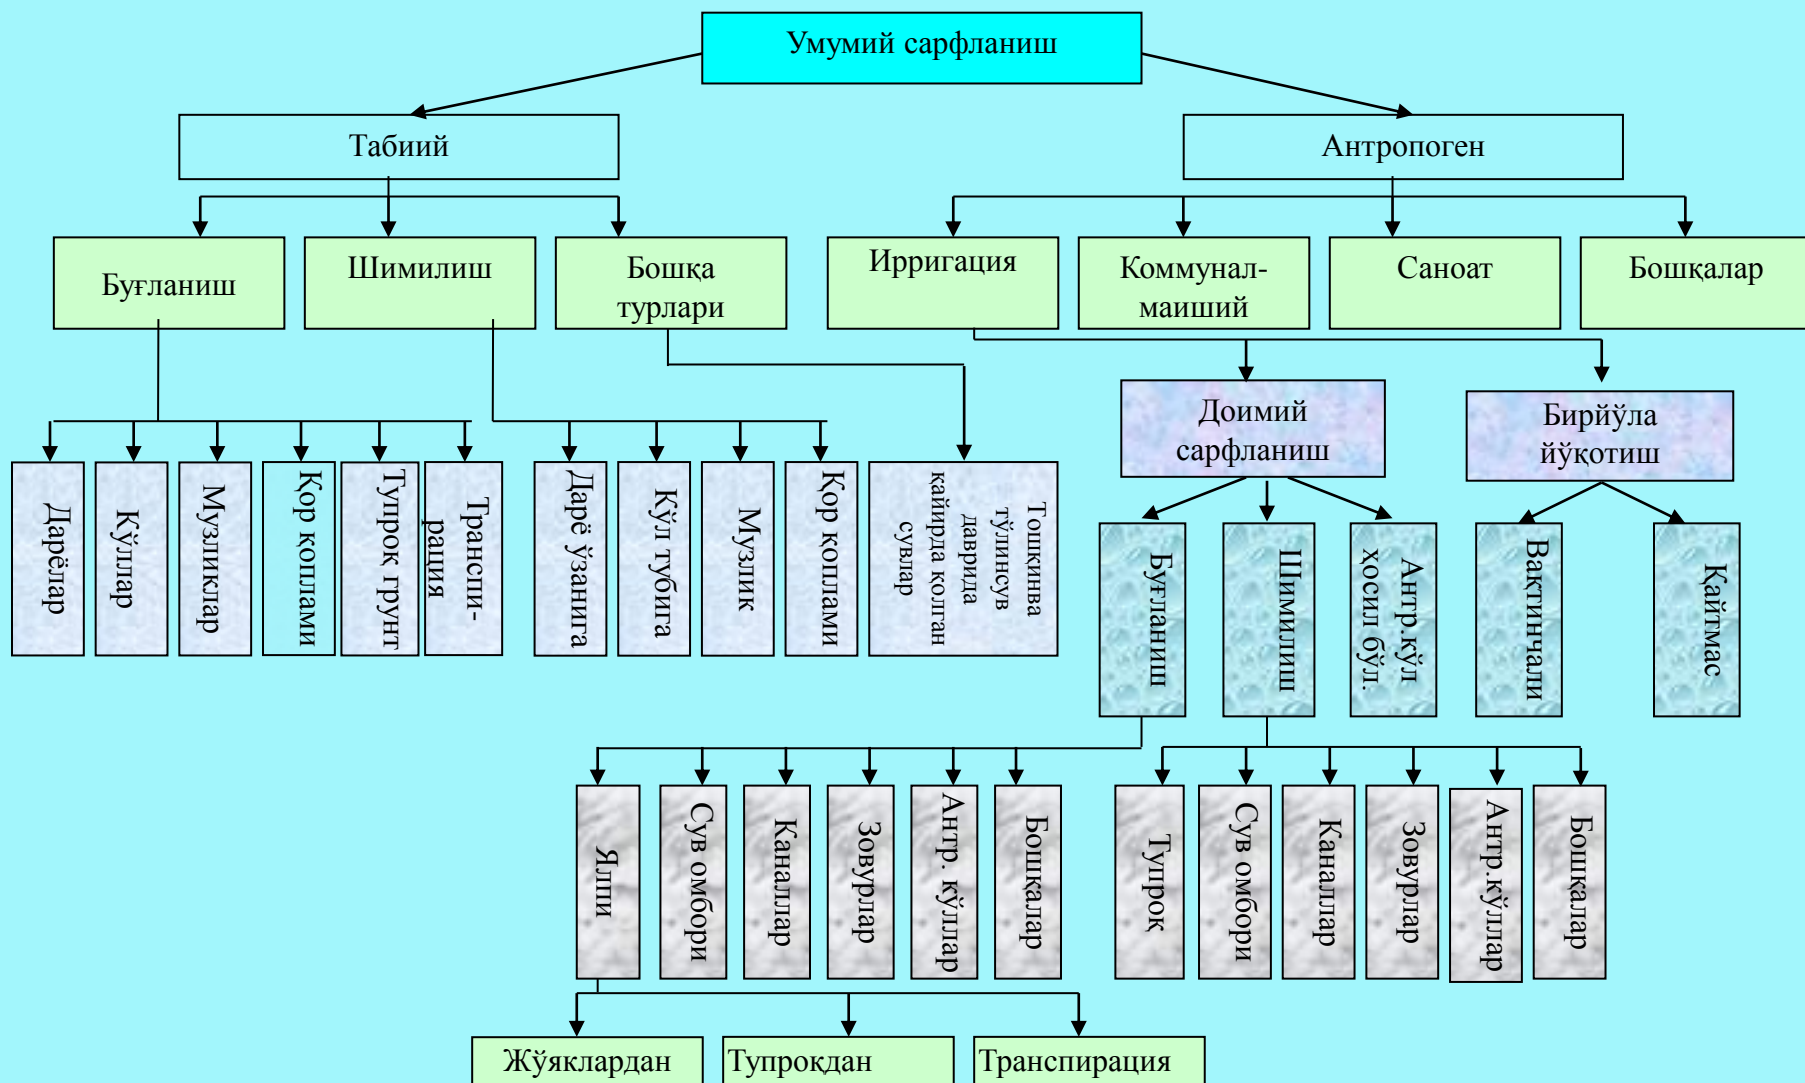 Умумий сарфланиш
Табиий
Антропоген
Буғланиш
Шимилиш
Бошқа
турлари
Ирригация
Коммунал-
маиший
Саноат
Бошқалар
Доимий
сарфланиш
Бирйўла
йўқотиш
Дарёлар
Кўллар
Музликлар
Қор қоплами
Тупроқ грунт
Транспи-
рация
Дарё ўзанига
Кўл тубига
Музлик
Қор қоплами
Тошқинва
тўлинсув
даврида
қайирда қолган
сувлар
Буғланиш
Шимилиш
Антр.кўл
ҳосил бўл.
Вақтинчали
Қайтмас
Ялпи
Сув омбори
Каналлар
Зовурлар
Антр. кўллар
Бошқалар
Тупроқ
Сув омбори
Каналлар
Зовурлар
Антр.кўллар
Бошқалар
Жўяклардан
Тупроқдан
Транспирация